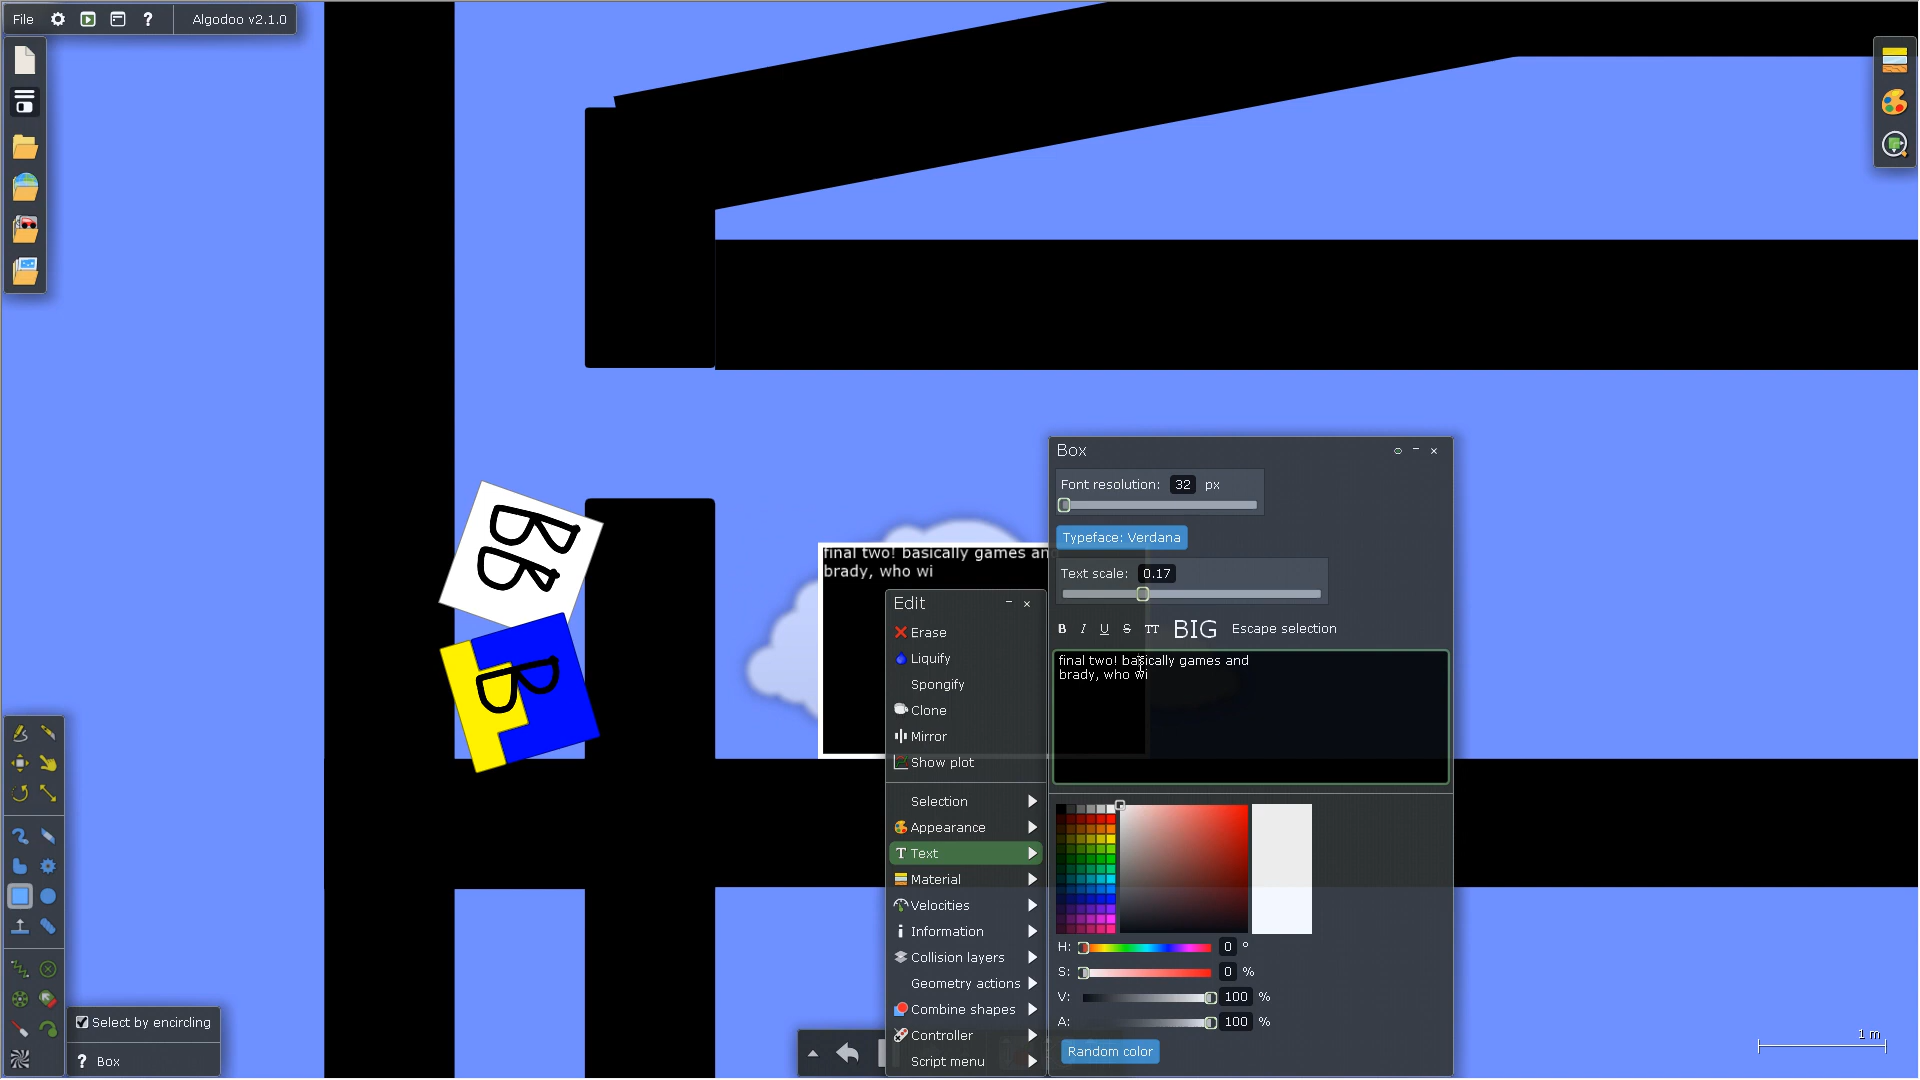 File ? Algodoo v2.1.0
BB
B
final two! basically games and
brady, who wi
Edit
Erase
Liquify
Spongify
Clone
Mirror
Show plot
Selection
Appearance
T Text
Material
Velocities
Information
Collision layers
Geometry actions
Combine shapes
Controller
Script menu
Box
Font resolution: 32 px
Typeface: Verdana
Text scale: 0.17
B I U S TT BIG Escape selection
final two! basically games and
brady, who wi
H: 0 °
S: 0 %
V: 100 %
A: 100 %
Random color
Select by encircling
? Box
1 m